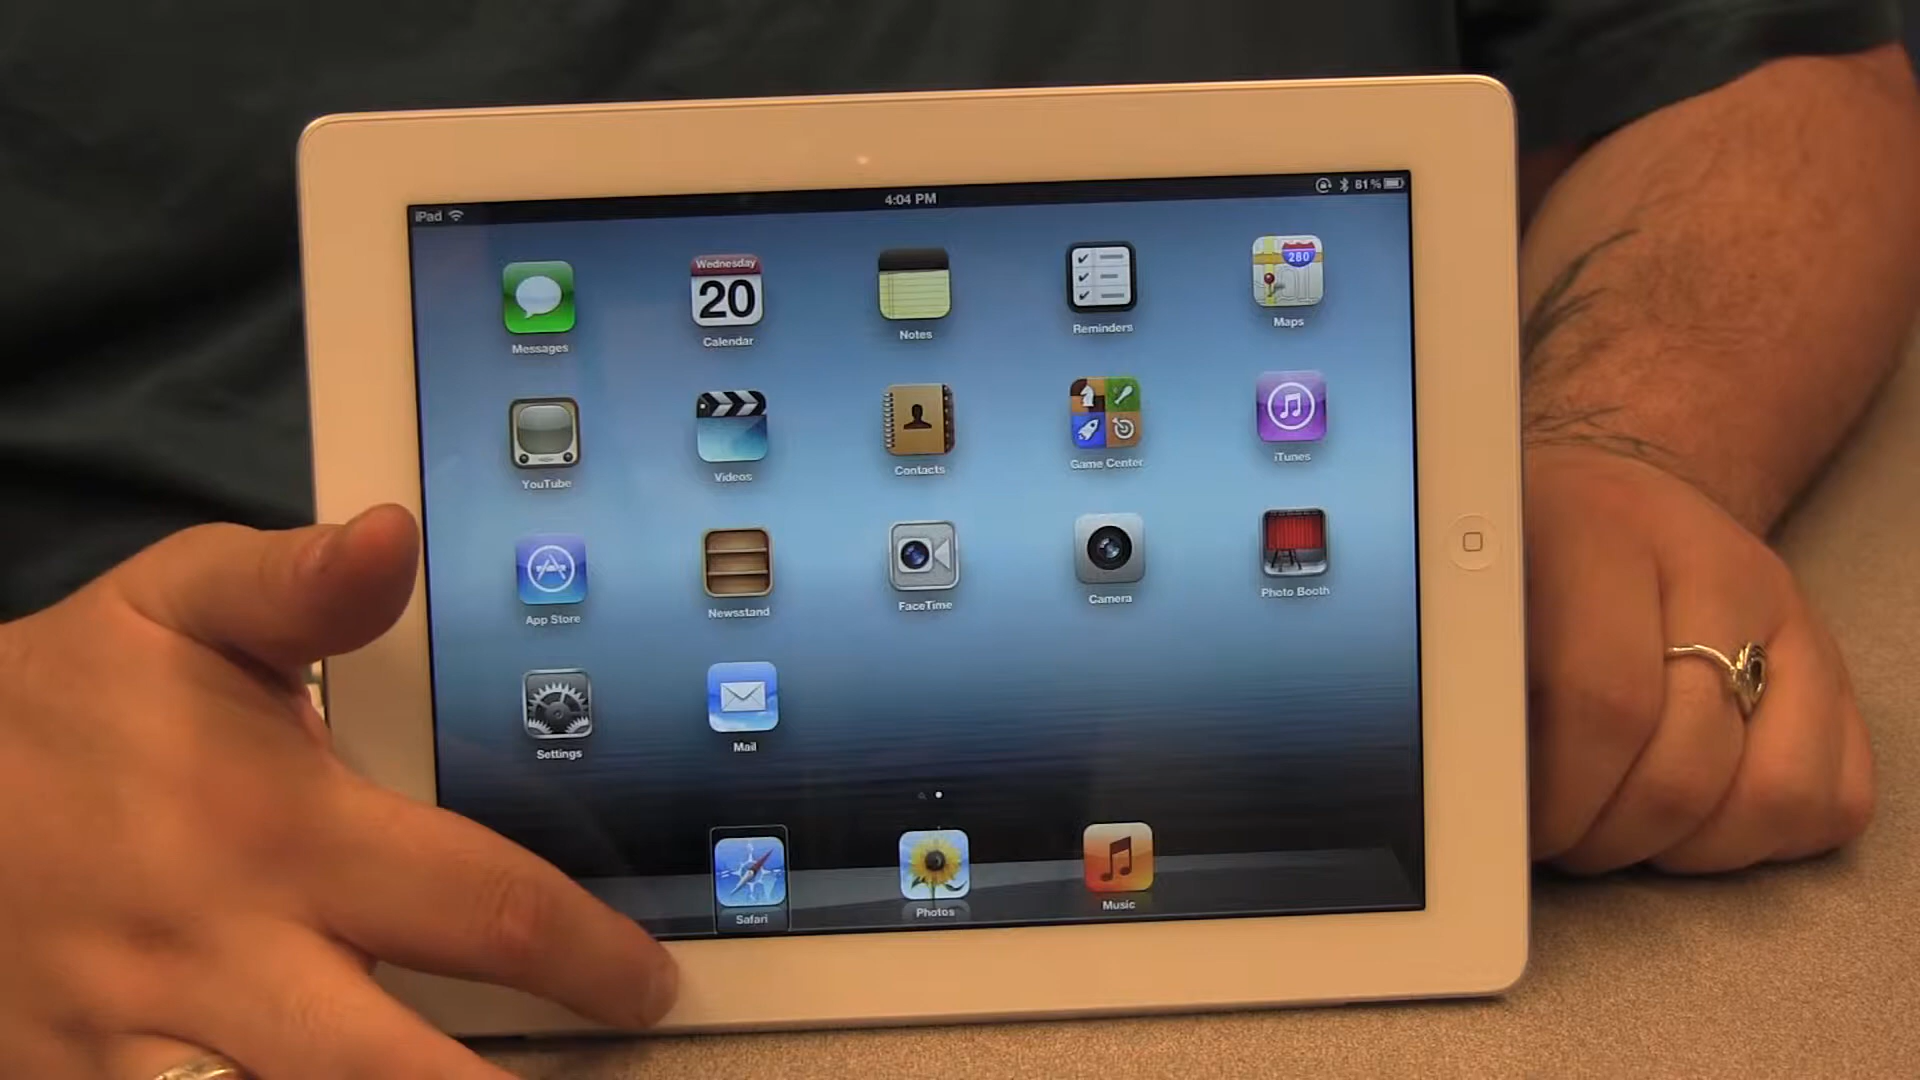 iPad 4:04 PM 81%
Wednesday
20
280
Messages Calendar Notes Reminders Maps
YouTube Videos Contacts Game Center iTunes
App Store Newsstand FaceTime Camera Photo Booth
Settings Mail
Safari Photos Music